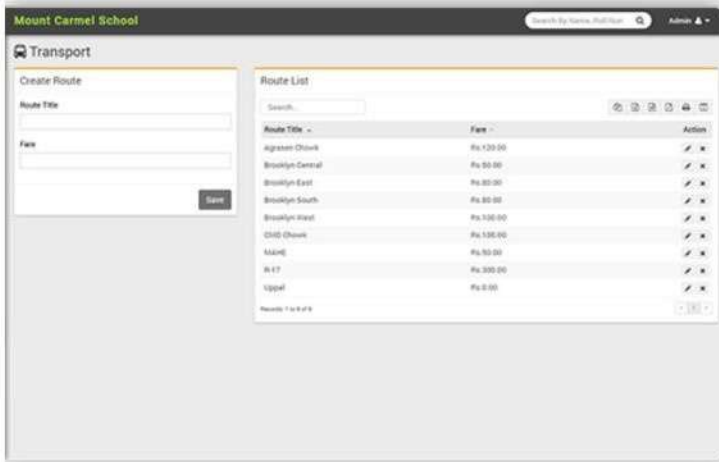 Mount Carmel School
Search By Name, Roll Num
Admin
Transport
Create Route
Route Title
Fare
Save
Route List
Search...
Route Title Fare Action
Agrasen Chowk Rs.120.00
Brooklyn Central Rs.50.00
Brooklyn East Rs.80.00
Brooklyn South Rs.80.00
Brooklyn West Rs.100.00
Chowk Rs.100.00
MAHE Rs.50.00
R-17 Rs.300.00
Uppal Rs.0.00
Records: 1 to 9 of 9
1